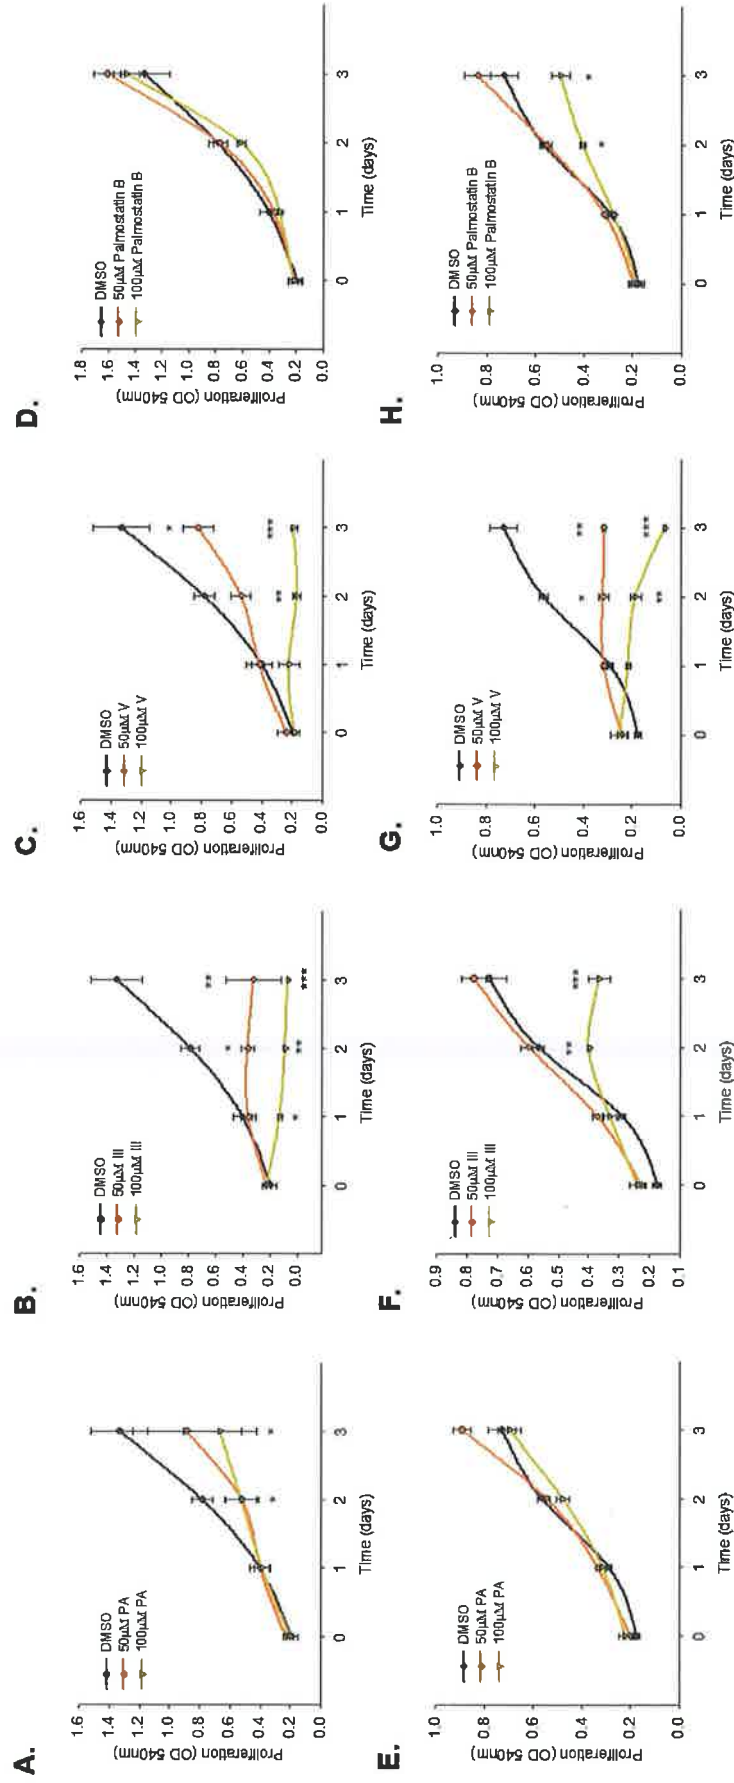 A.
DMSO
50µM PA
100µM PA
Proliferation (OD 540nm)
1.6
1.4
1.2
1.0
0.8
0.6
0.4
0.2
0.0
* *
0 1 2 3
Time (days)
B.
DMSO
50µM III
100µM III
Proliferation (OD 540nm)
1.6
1.4
1.2
1.0
0.8
0.6
0.4
0.2
0.0
* **
* ** ***
0 1 2 3
Time (days)
C.
DMSO
50µM V
100µM V
Proliferation (OD 540nm)
1.6
1.4
1.2
1.0
0.8
0.6
0.4
0.2
0.0
*
** ***
0 1 2 3
Time (days)
D.
DMSO
50µM Palmostatin B
100µM Palmostatin B
Proliferation (OD 540nm)
1.8
1.6
1.4
1.2
1.0
0.8
0.6
0.4
0.2
0.0
0 1 2 3
Time (days)
E.
DMSO
50µM PA
100µM PA
Proliferation (OD 540nm)
1.0
0.8
0.6
0.4
0.2
0.0
0 1 2 3
Time (days)
F.
DMSO
50µM III
100µM III
Proliferation (OD 540nm)
0.9
0.8
0.7
0.6
0.5
0.4
0.3
0.2
0.1
** ***
0 1 2 3
Time (days)
G.
DMSO
50µM V
100µM V
Proliferation (OD 540nm)
1.0
0.8
0.6
0.4
0.2
0.0
* **
** ***
0 1 2 3
Time (days)
H.
DMSO
50µM Palmostatin B
100µM Palmostatin B
Proliferation (OD 540nm)
1.0
0.8
0.6
0.4
0.2
0.0
* *
0 1 2 3
Time (days)